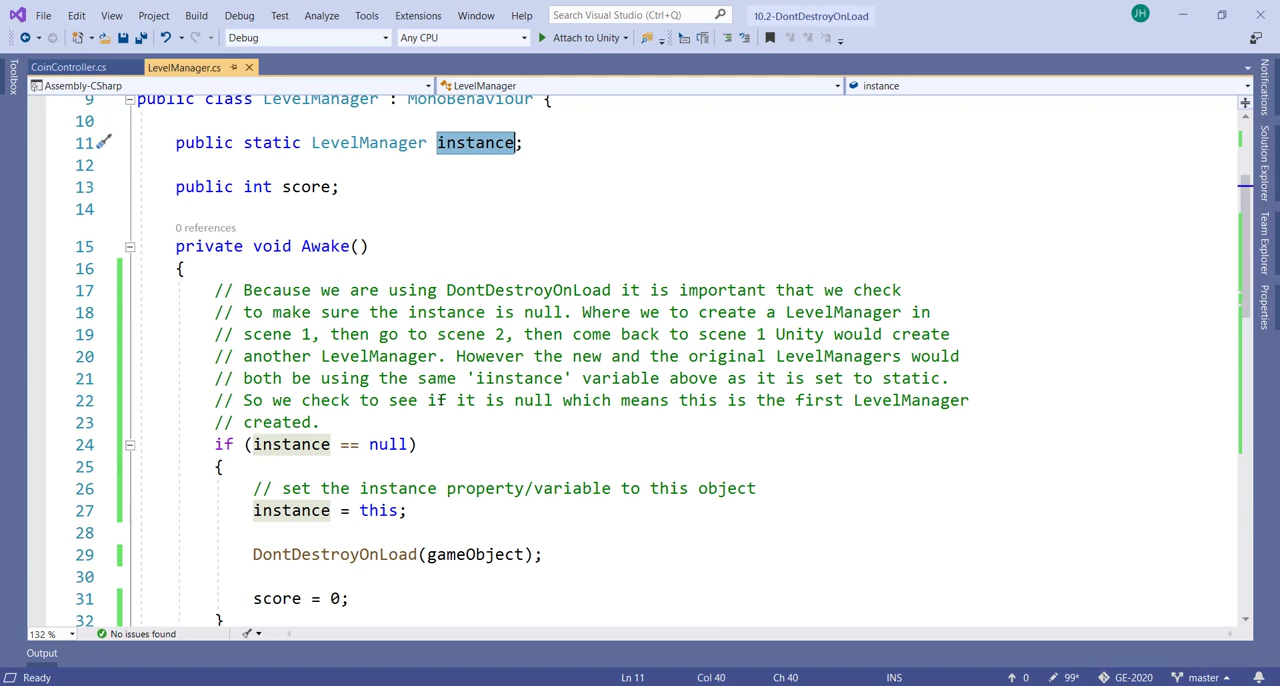 File Edit View Project Build Debug Test Analyze Tools Extensions Window Help Search Visual Studio (Ctrl+Q) 10.2-DontDestroyOnLoad JH
Debug Any CPU Attach to Unity
CoinController.cs LevelManager.cs
Assembly-CSharp LevelManager instance
9 public class LevelManager : MonoBehaviour {
10
11 public static LevelManager instance;
12
13 public int score;
14
0 references
15 private void Awake()
16 {
17 // Because we are using DontDestroyOnLoad it is important that we check
18 // to make sure the instance is null. Where we to create a LevelManager in
19 // scene 1, then go to scene 2, then come back to scene 1 Unity would create
20 // another LevelManager. However the new and the original LevelManagers would
21 // both be using the same 'iinstance' variable above as it is set to static.
22 // So we check to see if it is null which means this is the first LevelManager
23 // created.
24 if (instance == null)
25 {
26 // set the instance property/variable to this object
27 instance = this;
28
29 DontDestroyOnLoad(gameObject);
30
31 score = 0;
32 }
132 % No issues found
Output
Ready Ln 11 Col 40 Ch 40 INS 0 99* GE-2020 master
Toolbox
Notifications
Solution Explorer
Team Explorer
Properties